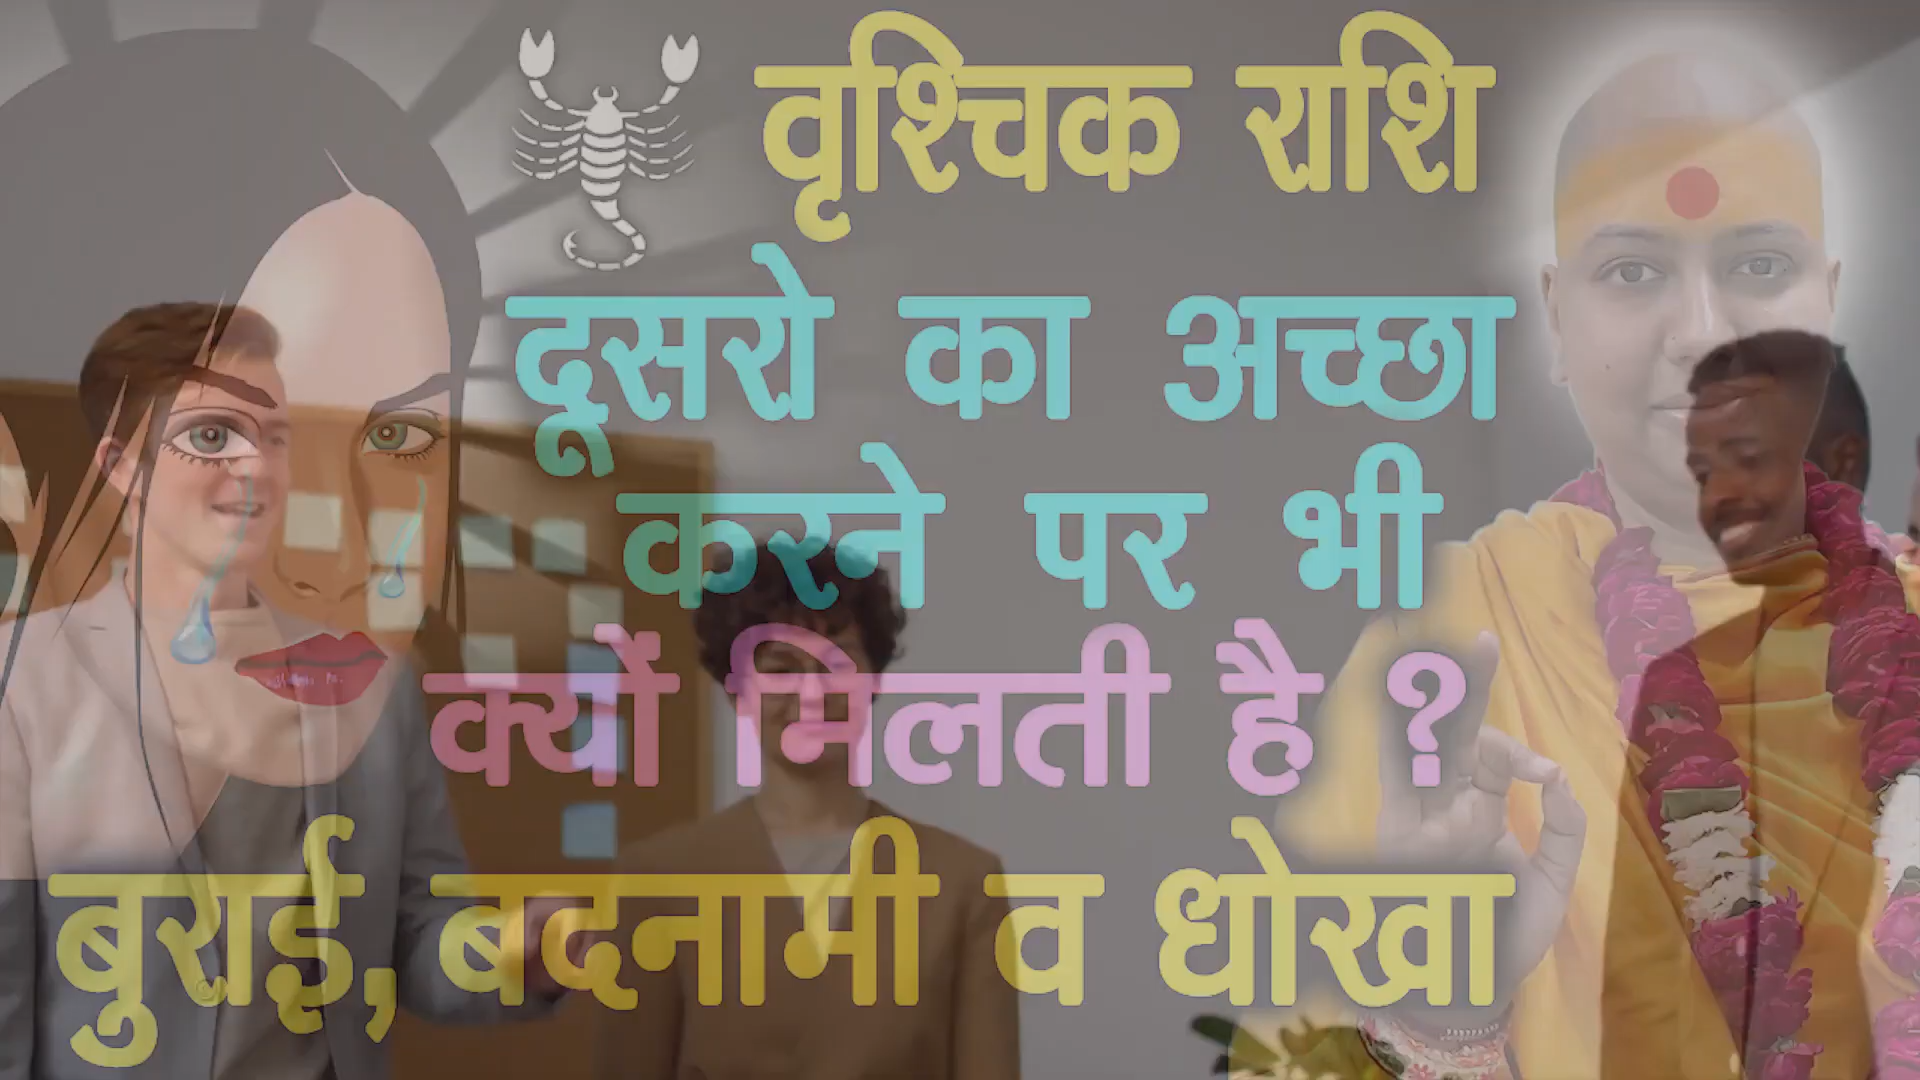 वृश्चिक राशि
दूसरो का अच्छा
करने पर भी
क्यों मिलती है ?
बुराई, बदनामी व धोखा